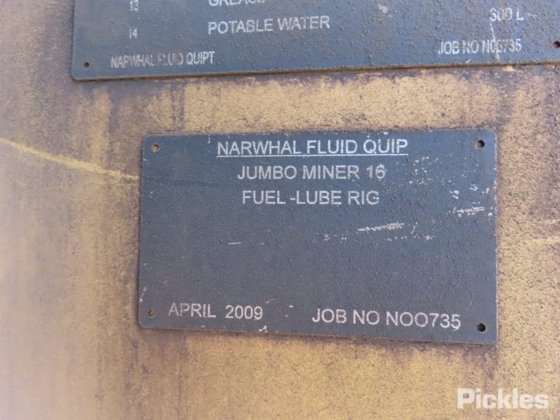 13 GREASE
14 POTABLE WATER 300 L
NARWHAL FLUID QUIPT JOB NO N00735
NARWHAL FLUID QUIP
JUMBO MINER 16
FUEL-LUBE RIG
APRIL 2009 JOB NO NOO735
Pickles